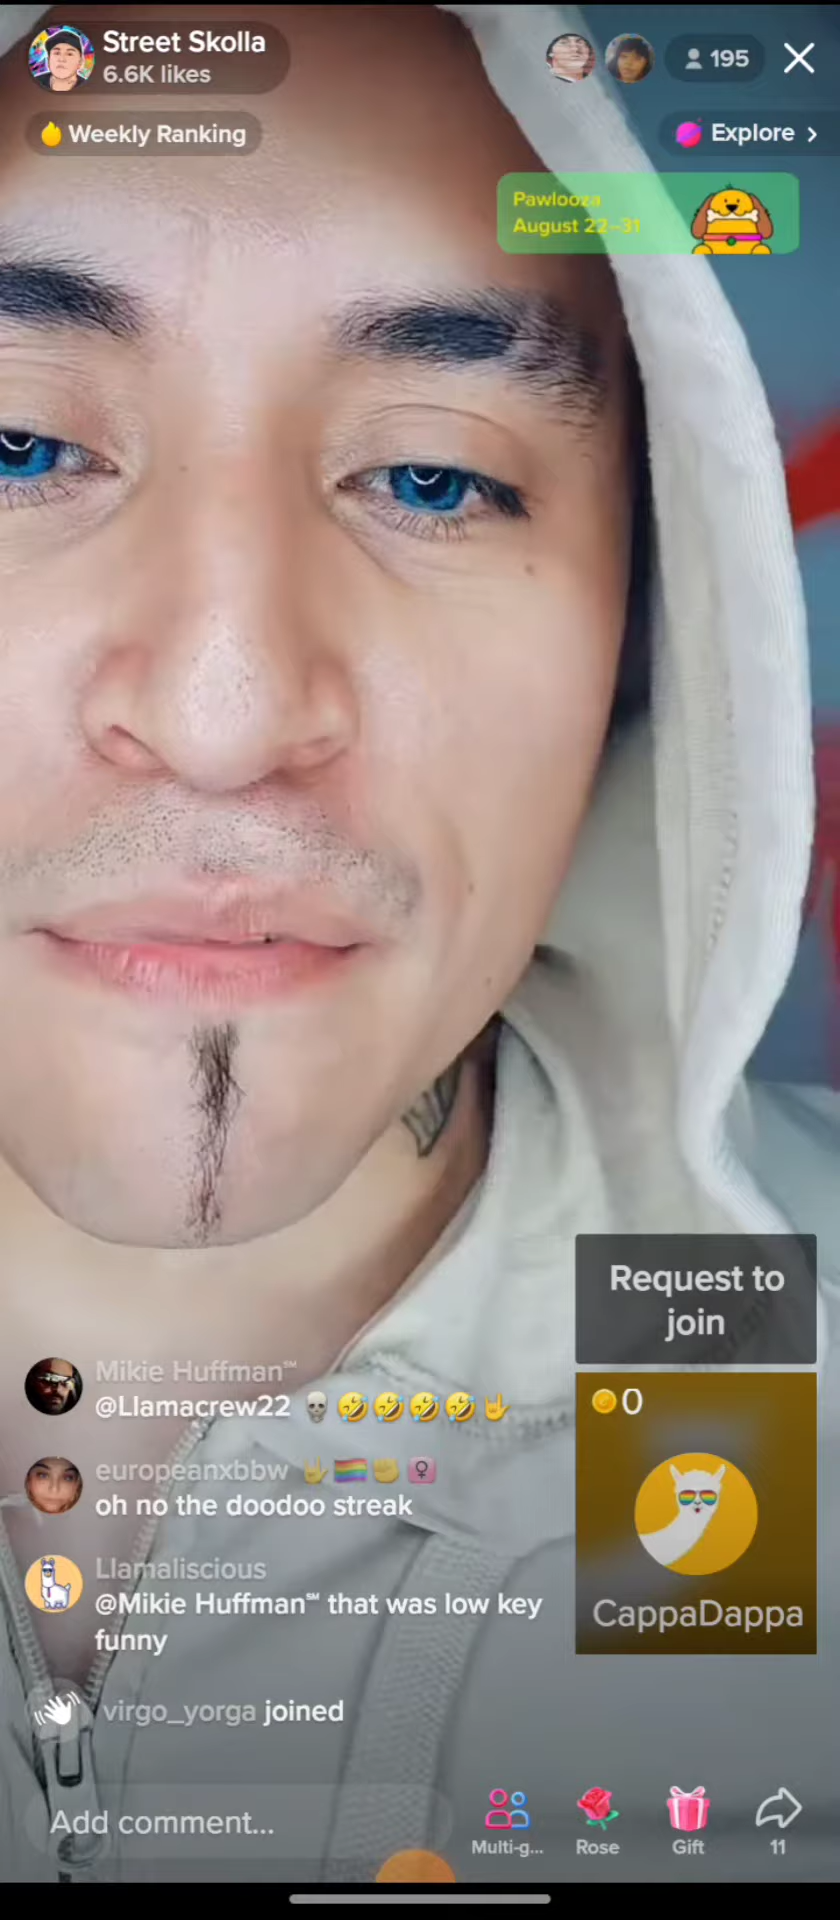 Street Skolla
6.6K likes
195
Weekly Ranking
Explore
Pawlooza
August 22–31
Request to
join
Mikie Huffman℠
@Llamacrew22 💀🤣🤣🤣🤣🤟
0
europeanxbbw 🤟🏳️‍🌈✊♀️
oh no the doodoo streak
Llamaliscious
@Mikie Huffman℠ that was low key
funny
CappaDappa
virgo_yorga joined
Add comment...
Multi-g...
Rose
Gift
11